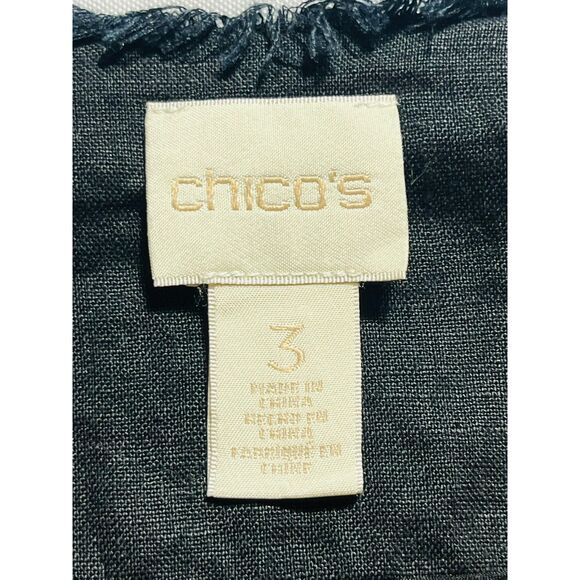 chico's
3
MADE IN
CHINA
HECHO EN
CHINA
FABRIQUÉ EN
CHINE